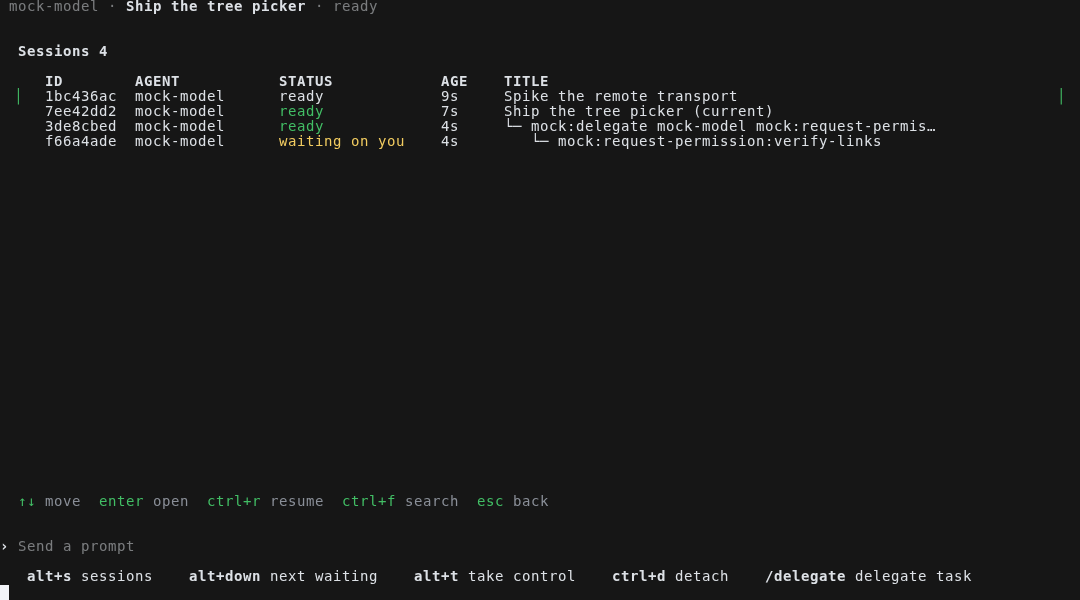 mock-model · Ship the tree picker · ready
Sessions 4
ID AGENT STATUS AGE TITLE
1bc436ac mock-model ready 9s Spike the remote transport
7ee42dd2 mock-model ready 7s Ship the tree picker (current)
3de8cbed mock-model ready 4s └─ mock:delegate mock-model mock:request-permis…
f66a4ade mock-model waiting on you 4s └─ mock:request-permission:verify-links
↑↓ move enter open ctrl+r resume ctrl+f search esc back
› Send a prompt
alt+s sessions alt+down next waiting alt+t take control ctrl+d detach /delegate delegate task